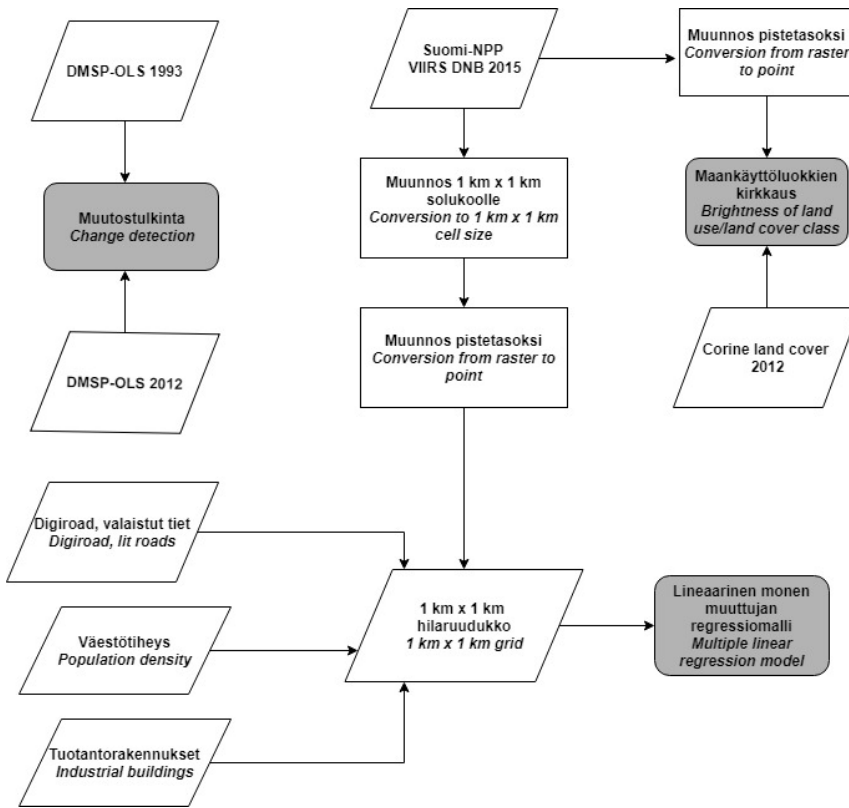 DMSP-OLS 1993
Suomi-NPP
VIIRS DNB 2015
Muunnos pistetasoksi
Conversion from raster
to point
Muutostulkinta
Change detection
Muunnos 1 km x 1 km
solukoolle
Conversion to 1 km x 1 km
cell size
Maankäyttöluokkien
kirkkaus
Brightness of land
use/land cover class
DMSP-OLS 2012
Muunnos pistetasoksi
Conversion from raster to
point
Corine land cover
2012
Digiroad, valaistut tiet
Digiroad, lit roads
Väestötiheys
Population density
Tuotantorakennukset
Industrial buildings
1 km x 1 km
hilaruudukko
1 km x 1 km grid
Lineaarinen monen
muuttujan
regressiomalli
Multiple linear
regression model